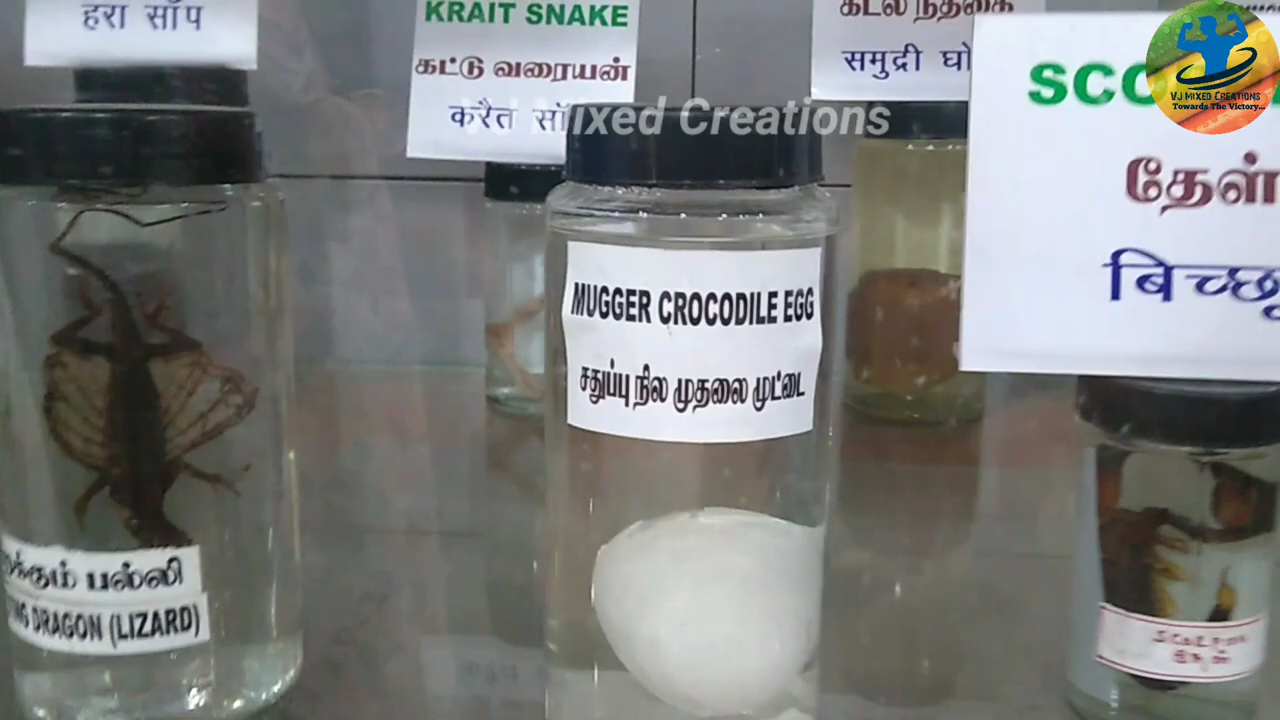 हरा साँप
KRAIT SNAKE
கட்டு வரையன்
करैत
Mixed Creations
समुद्री
தேள்
बिच्छू
VJ MIXED CREATIONS
Towards The Victory...
MUGGER CROCODILE EGG
சதுப்பு நில முதலை முட்டை
பல்லி
DRAGON (LIZARD)